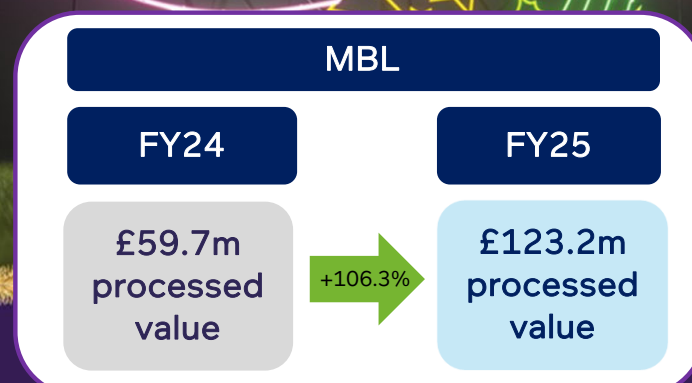 MBL
FY24
FY25
£59.7m
processed
value
+106.3%
£123.2m
processed
value